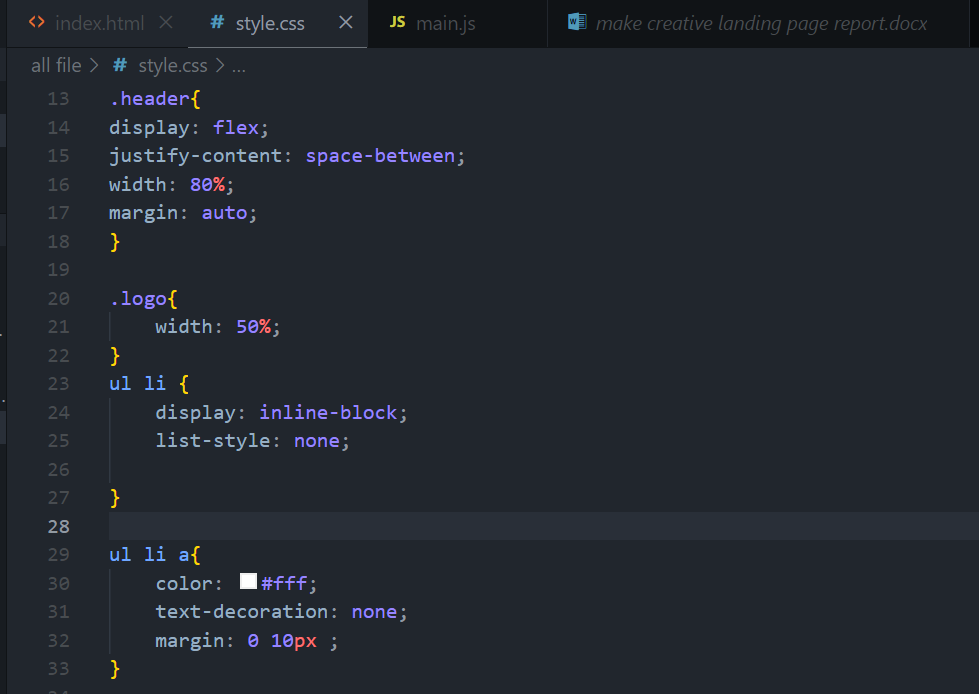 index.html
# style.css
JS main.js
make creative landing page report.docx
all file > # style.css > ...
13 .header{
14 display: flex;
15 justify-content: space-between;
16 width: 80%;
17 margin: auto;
18 }
19
20 .logo{
21 width: 50%;
22 }
23 ul li {
24 display: inline-block;
25 list-style: none;
26
27 }
28
29 ul li a{
30 color: #fff;
31 text-decoration: none;
32 margin: 0 10px ;
33 }